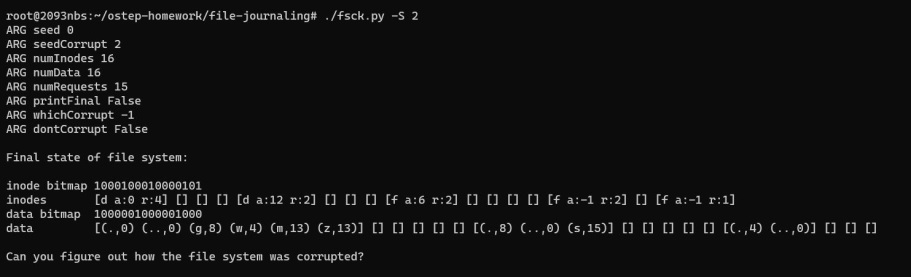 root@2093nbs:~/ostep-homework/file-journaling# ./fsck.py -S 2
ARG seed 0
ARG seedCorrupt 2
ARG numInodes 16
ARG numData 16
ARG numRequests 15
ARG printFinal False
ARG whichCorrupt -1
ARG dontCorrupt False
Final state of file system:
inode bitmap 1000100010000101
inodes [d a:0 r:4] [] [] [] [d a:12 r:2] [] [] [] [f a:6 r:2] [] [] [] [] [f a:-1 r:2] [] [f a:-1 r:1]
data bitmap 1000001000001000
data [(.,0) (..,0) (g,8) (w,4) (m,13) (z,13)] [] [] [] [] [] [(.,8) (..,0) (s,15)] [] [] [] [] [] [(.,4) (..,0)] [] [] []
Can you figure out how the file system was corrupted?